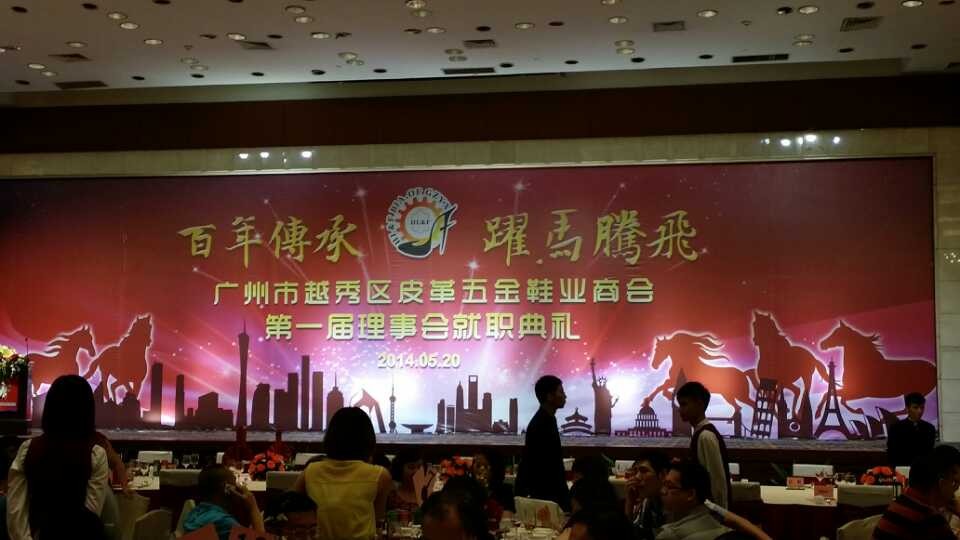 百年傳承 躍馬騰飛
广州市越秀区皮革五金鞋业商会
第一届理事会就职典礼
2014.05.20